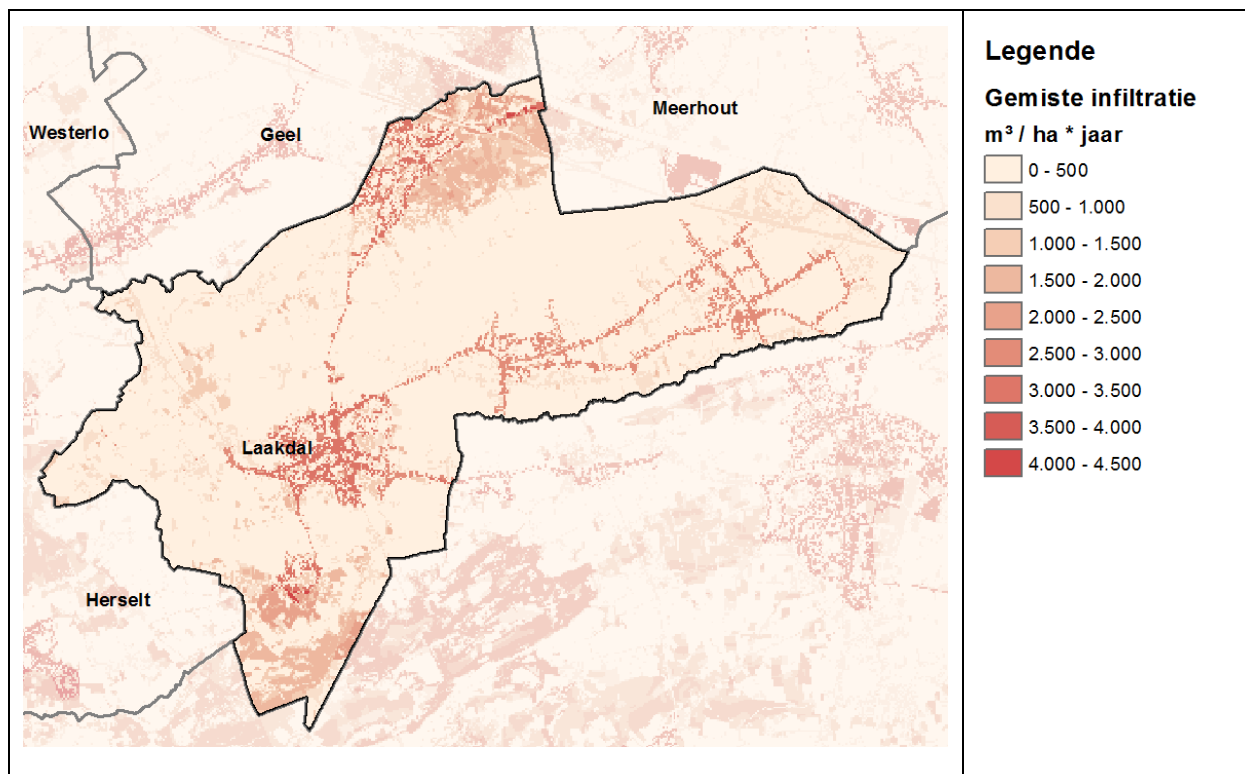 Westerlo
Geel
Meerhout
Laakdal
Herselt
Legende
Gemiste infiltratie
m³ / ha * jaar
0 - 500
500 - 1.000
1.000 - 1.500
1.500 - 2.000
2.000 - 2.500
2.500 - 3.000
3.000 - 3.500
3.500 - 4.000
4.000 - 4.500